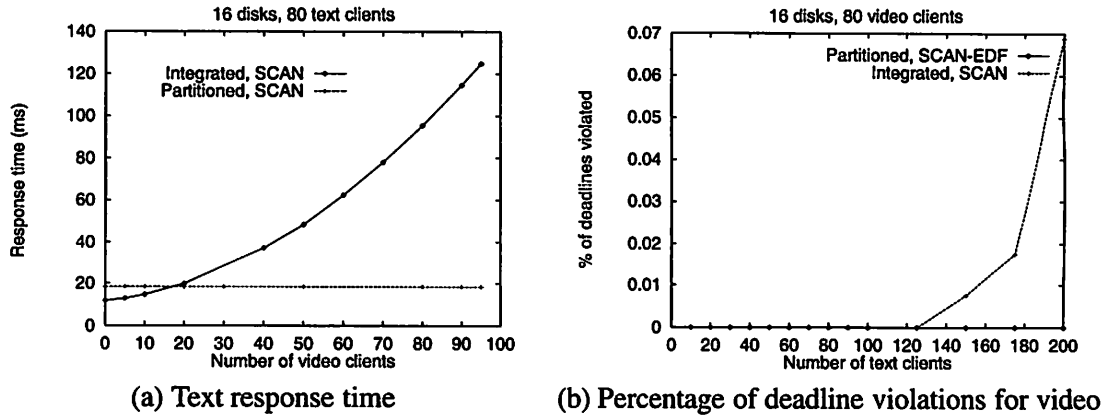 16 disks, 80 text clients
140
120
100
80
60
40
20
0
Response time (ms)
Integrated, SCAN
Partitioned, SCAN
0 10 20 30 40 50 60 70 80 90 100
Number of video clients
(a) Text response time
16 disks, 80 video clients
0.07
0.06
0.05
0.04
0.03
0.02
0.01
0
% of deadlines violated
Partitioned, SCAN-EDF
Integrated, SCAN
0 20 40 60 80 100 120 140 160 180 200
Number of text clients
(b) Percentage of deadline violations for video